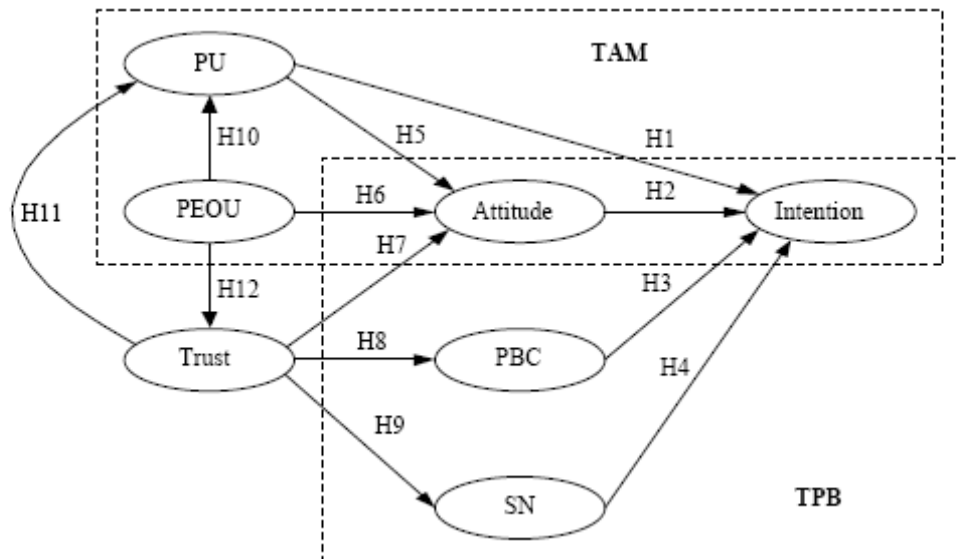 TAM
PU
H10
H5
H1
PEOU
H6
Attitude
H2
Intention
H11
H7
H12
H3
Trust
H8
PBC
H4
H9
SN
TPB